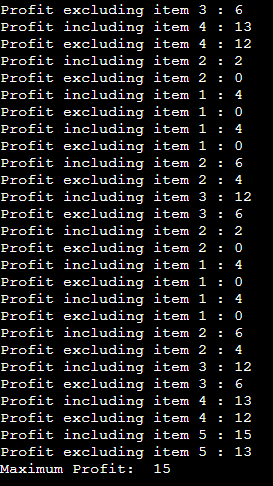 Profit excluding item 3 : 6
Profit including item 4 : 13
Profit excluding item 4 : 12
Profit including item 2 : 2
Profit excluding item 2 : 0
Profit including item 1 : 4
Profit excluding item 1 : 0
Profit including item 1 : 4
Profit excluding item 1 : 0
Profit including item 2 : 6
Profit excluding item 2 : 4
Profit including item 3 : 12
Profit excluding item 3 : 6
Profit including item 2 : 2
Profit excluding item 2 : 0
Profit including item 1 : 4
Profit excluding item 1 : 0
Profit including item 1 : 4
Profit excluding item 1 : 0
Profit including item 2 : 6
Profit excluding item 2 : 4
Profit including item 3 : 12
Profit excluding item 3 : 6
Profit including item 4 : 13
Profit excluding item 4 : 12
Profit including item 5 : 15
Profit excluding item 5 : 13
Maximum Profit:  15